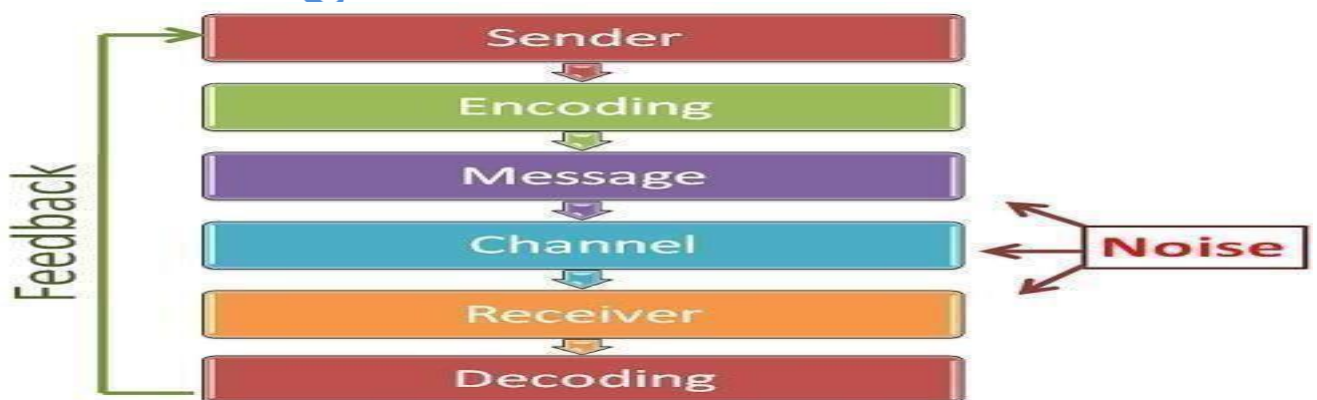 Sender
Encoding
Message
Channel
Receiver
Decoding
Feedback
Noise